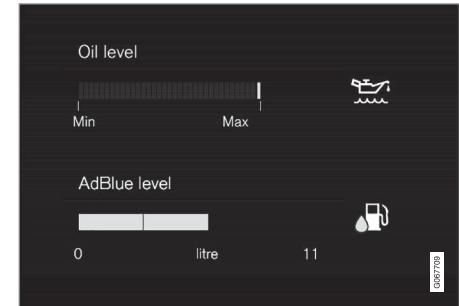 Oil level
Min Max
AdBlue level
0 litre 11
G067709